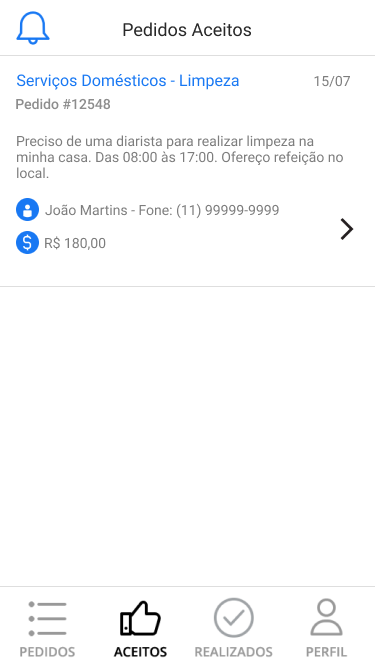 Pedidos Aceitos
Serviços Domésticos - Limpeza 15/07
Pedido #12548
Preciso de uma diarista para realizar limpeza na
minha casa. Das 08:00 às 17:00. Ofereço refeição no
local.
João Martins - Fone: (11) 99999-9999
$ R$ 180,00
PEDIDOS ACEITOS REALIZADOS PERFIL